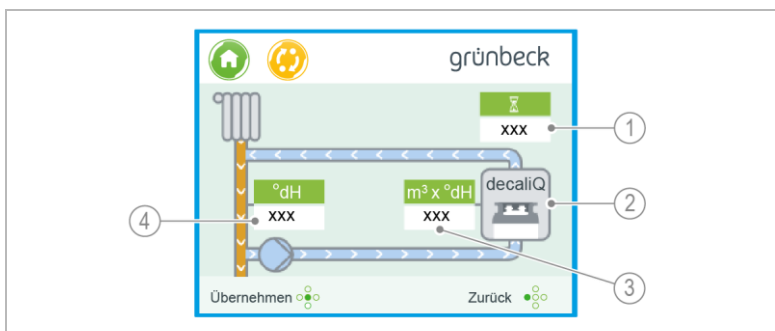 grünbeck
XXX
1
decaliQ
°dH
m³ x °dH
XXX
XXX
2
4
3
Übernehmen
Zurück